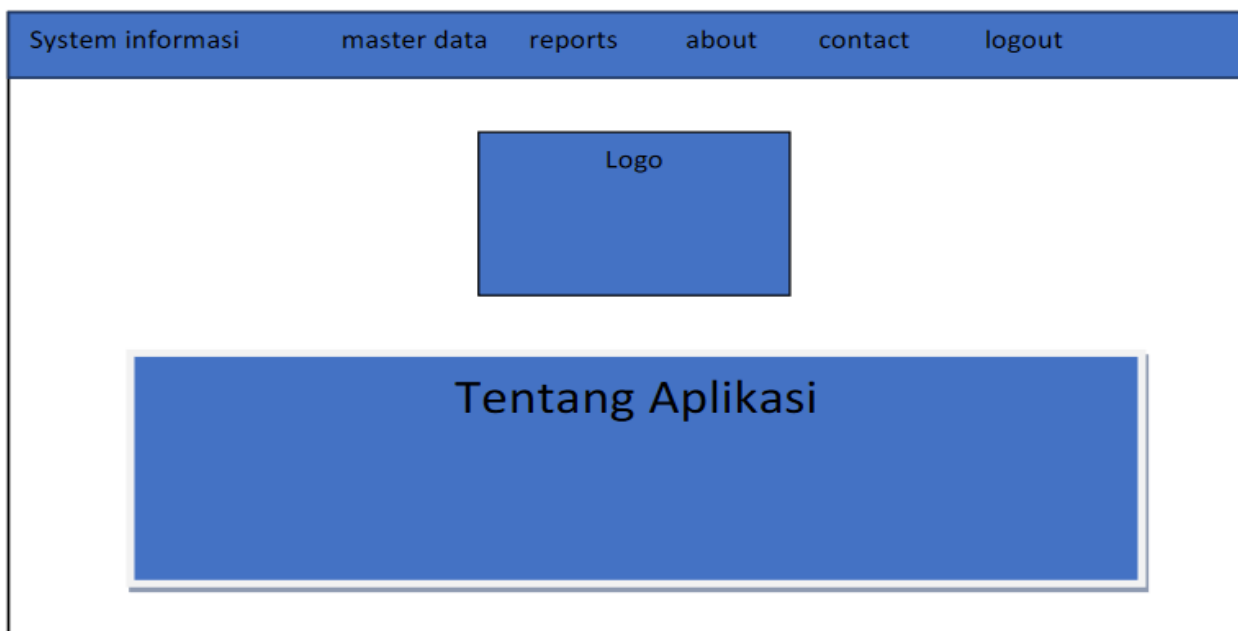 System informasi master data reports about contact logout
Logo
Tentang Aplikasi